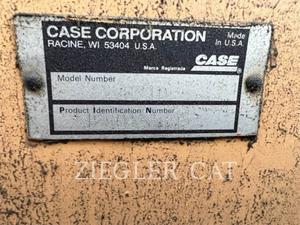 CASE CORPORATION
RACINE, WI 53404 U.S.A.
Made
In U.S.A.
Marca Registrada
CASE
Model Number
Product Identification Number
ZIEGLER CAT